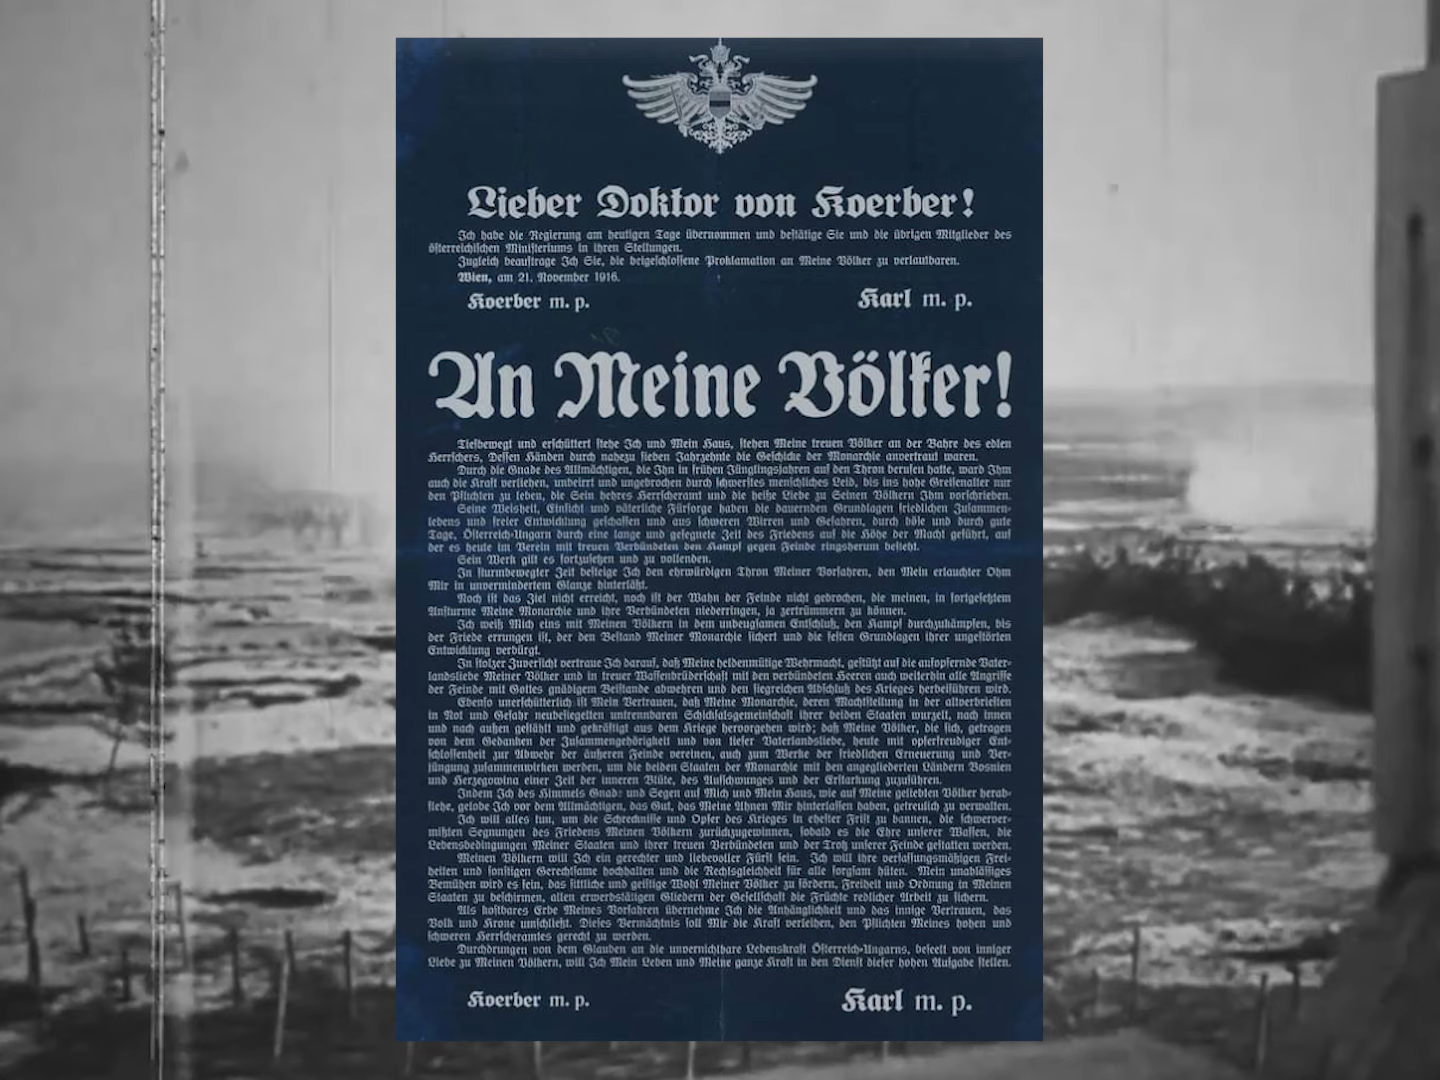 Lieber Doktor von Koerber!
Ich habe die Regierung am heutigen Tage übernommen und bestätige Sie und die übrigen Mitglieder des
österreichischen Ministeriums in ihren Stellungen.
Zugleich beauftrage Ich Sie, die beigeschlossene Proklamation an Meine Völker zu verlautbaren.
Wien, am 21. November 1916.
Koerber m. p.
Karl m. p.
An Meine Völker!
Tiefbewegt und erschüttert stehe Ich und Mein Haus, stehen Meine treuen Völker an der Bahre des edlen
Herrschers, Dessen Händen durch nahezu sieben Jahrzehnte die Geschicke der Monarchie anvertraut waren.
Durch die Gnade des Allmächtigen, die Ihn in frühen Jünglingsjahren auf den Thron berufen hatte, ward Ihm
auch die Kraft verliehen, unbeirrt und ungebrochen durch schwerstes menschliches Leid, bis ins hohe Greisenalter nur
den Pflichten zu leben, die Sein hehres Herrscheramt und die heiße Liebe zu Seinen Völkern Ihm vorschrieben.
Seine Weisheit, Einsicht und väterliche Fürsorge haben die dauernden Grundlagen friedlichen Zusammen-
lebens und freier Entwicklung geschaffen und aus schweren Wirren und Gefahren, durch böse und durch gute
Tage, Österreich-Ungarn durch eine lange und gesegnete Zeit des Friedens auf die Höhe der Macht geführt, auf
der es heute im Verein mit treuen Verbündeten den Kampf gegen Feinde ringsherum besteht.
Sein Werk gilt es fortzusetzen und zu vollenden.
In sturmbewegter Zeit besteige Ich den ehrwürdigen Thron Meiner Vorfahren, den Mein erlauchter Ohm
Mir in unvermindertem Glanze hinterläßt.
Noch ist das Ziel nicht erreicht, noch ist der Wahn der Feinde nicht gebrochen, die meinen, in fortgesetztem
Ansturme Meine Monarchie und ihre Verbündeten niederringen, ja zertrümmern zu können.
Ich weiß Mich eins mit Meinen Völkern in dem unbeugsamen Entschluß, den Kampf durchzukämpfen, bis
der Friede errungen ist, der den Bestand Meiner Monarchie sichert und die festen Grundlagen ihrer ungestörten
Entwicklung verbürgt.
In stolzer Zuversicht vertraue Ich darauf, daß Meine heldenmütige Wehrmacht, gestützt auf die aufopfernde Vater-
landsliebe Meiner Völker und in treuer Waffenbrüderschaft mit den verbündeten Heeren auch weiterhin alle Angriffe
der Feinde mit Gottes gnädigem Beistande abwehren und den siegreichen Abschluß des Krieges herbeiführen wird.
Ebenso unerschütterlich ist Mein Vertrauen, daß Meine Monarchie, deren Machtstellung in der altverbrieften
in Not und Gefahr neubesiegelten untrennbaren Schicksalsgemeinschaft ihrer beiden Staaten wurzelt, nach innen
und nach außen gestählt und gekräftigt aus dem Kriege hervorgehen wird; daß Meine Völker, die sich, getragen
von dem Gedanken der Zusammengehörigkeit und von tiefer Vaterlandsliebe, heute mit opferfreudiger Ent-
schlossenheit zur Abwehr der äußeren Feinde vereinen, auch zum Werke der friedlichen Erneuerung und Ver-
jüngung zusammenwirken werden, um die beiden Staaten der Monarchie mit den angegliederten Ländern Bosnien
und Herzegowina einer Zeit der inneren Blüte, des Aufschwunges und der Erstarkung zuzuführen.
Indem Ich des Himmels Gnade und Segen auf Mich und Mein Haus, wie auf Meine geliebten Völker herab-
flehe, gelobe Ich vor dem Allmächtigen, das Gut, das Meine Ahnen Mir hinterlassen haben, getreulich zu verwalten.
Ich will alles tun, um die Schrecknisse und Opfer des Krieges in ehester Frist zu bannen, die schwerver-
mißten Segnungen des Friedens Meinen Völkern zurückzugewinnen, sobald es die Ehre unserer Waffen, die
Lebensbedingungen Meiner Staaten und ihrer treuen Verbündeten und der Trotz unserer Feinde gestatten werden.
Meinen Völkern will Ich ein gerechter und liebevoller Fürst sein. Ich will ihre verfassungsmäßigen Frei-
heiten und sonstigen Gerechtsame hochhalten und die Rechtsgleichheit für alle sorgsam hüten. Mein unablässiges
Bemühen wird es sein, das sittliche und geistige Wohl Meiner Völker zu fördern, Freiheit und Ordnung in Meinen
Staaten zu beschirmen, allen erwerbstätigen Gliedern der Gesellschaft die Früchte redlicher Arbeit zu sichern.
Als kostbares Erbe Meines Vorfahren übernehme Ich die Anhänglichkeit und das innige Vertrauen, das
Volk und Krone umschließt. Dieses Vermächtnis soll Mir die Kraft verleihen, den Pflichten Meines hohen und
schweren Herrscheramtes gerecht zu werden.
Durchdrungen von dem Glauben an die unvernichtbare Lebenskraft Österreich-Ungarns, beseelt von inniger
Liebe zu Meinen Völkern, will Ich Mein Leben und Meine ganze Kraft in den Dienst dieser hohen Aufgabe stellen.
Koerber m. p.
Karl m. p.